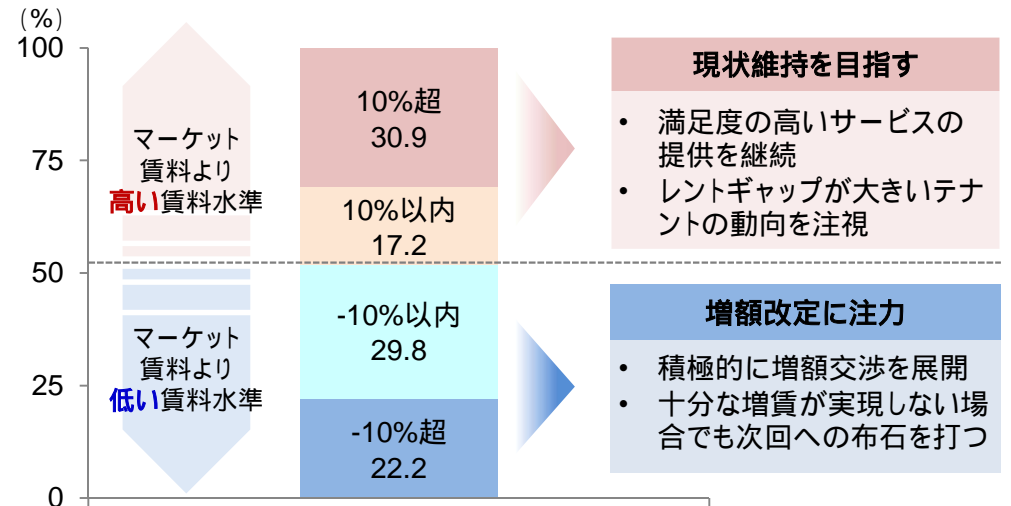 (%)
100
75
50
25
0
マーケット
賃料より
高い賃料水準
マーケット
賃料より
低い賃料水準
10%超
30.9
10%以内
17.2
-10%以内
29.8
-10%超
22.2
現状維持を目指す
• 満足度の高いサービスの
提供を継続
• レントギャップが大きいテナ
ントの動向を注視
増額改定に注力
• 積極的に増額交渉を展開
• 十分な増賃が実現しない場
合でも次回への布石を打つ